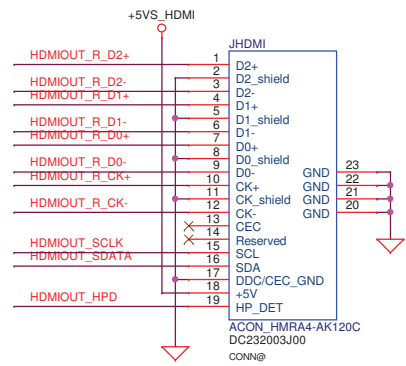 +5VS_HDMI
JHDMI
HDMIOUT_R_D2+ 1 D2+
2 D2_shield
HDMIOUT_R_D2- 3 D2-
HDMIOUT_R_D1+ 4 D1+
5 D1_shield
HDMIOUT_R_D1- 6 D1-
HDMIOUT_R_D0+ 7 D0+
8 D0_shield
HDMIOUT_R_D0- 9 D0- GND 23
HDMIOUT_R_CK+ 10 CK+ GND 22
11 CK_shield GND 21
HDMIOUT_R_CK- 12 CK- GND 20
13 CEC
14 Reserved
HDMIOUT_SCLK 15 SCL
HDMIOUT_SDATA 16 SDA
17 DDC/CEC_GND
18 +5V
HDMIOUT_HPD 19 HP_DET
ACON_HMRA4-AK120C
DC232003J00
CONN@